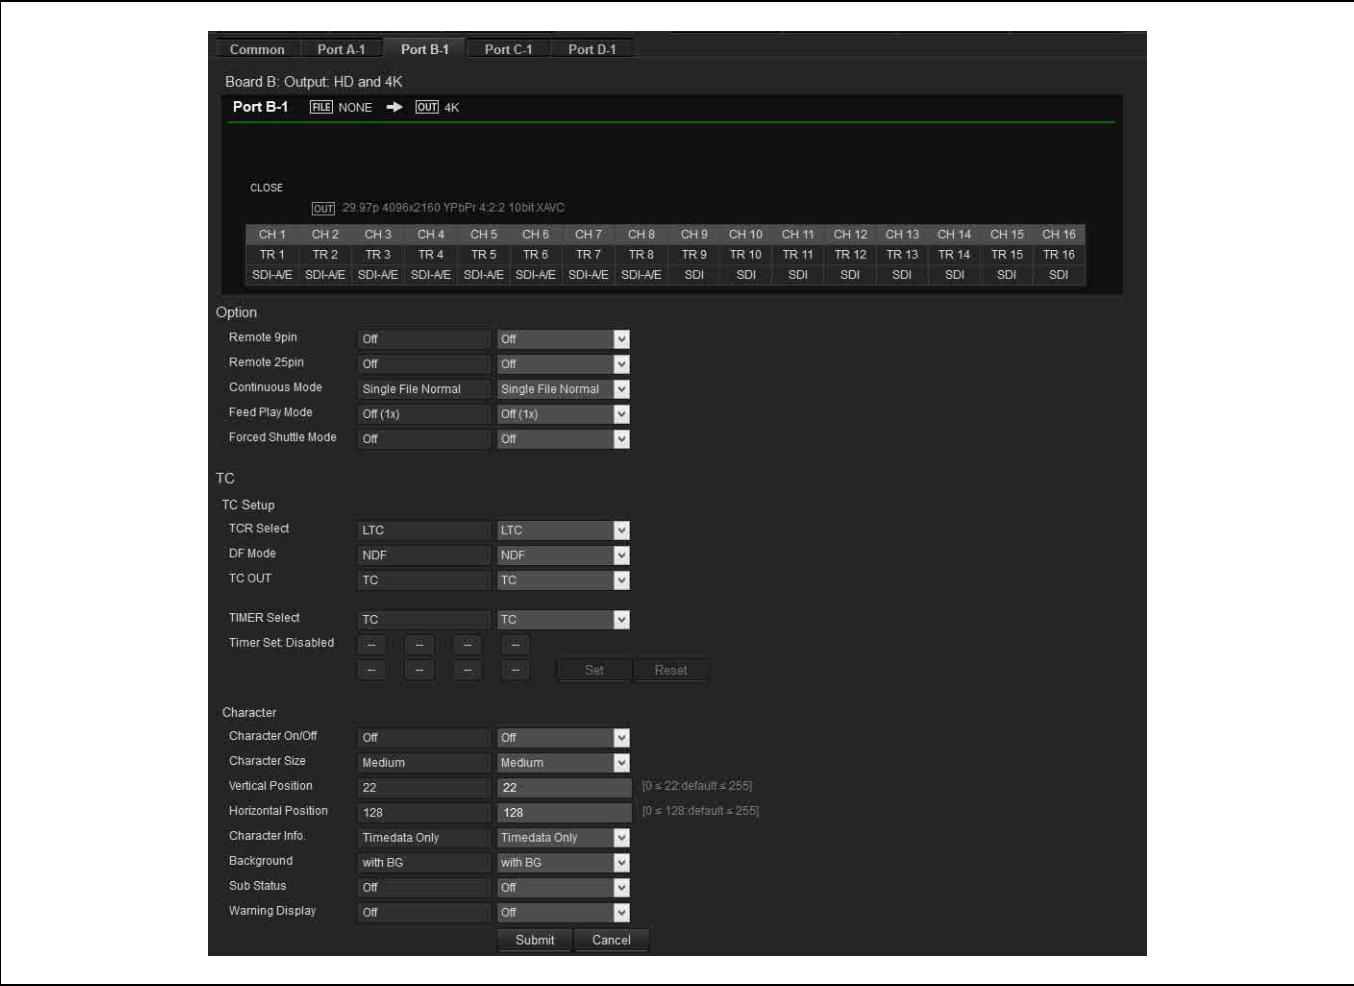 Common Port A-1 Port B-1 Port C-1 Port D-1
Board B: Output: HD and 4K
Port B-1 FILE NONE OUT 4K
CLOSE
OUT 29.97p 4096x2160 YPbPr 4:2:2 10bit XAVC
CH 1 CH 2 CH 3 CH 4 CH 5 CH 6 CH 7 CH 8 CH 9 CH 10 CH 11 CH 12 CH 13 CH 14 CH 15 CH 16
TR 1 TR 2 TR 3 TR 4 TR 5 TR 6 TR 7 TR 8 TR 9 TR 10 TR 11 TR 12 TR 13 TR 14 TR 15 TR 16
SDI-A/E SDI-A/E SDI-A/E SDI-A/E SDI-A/E SDI-A/E SDI-A/E SDI-A/E SDI SDI SDI SDI SDI SDI SDI SDI
Option
Remote 9pin Off Off
Remote 25pin Off Off
Continuous Mode Single File Normal Single File Normal
Feed Play Mode Off (1x) Off (1x)
Forced Shuttle Mode Off Off
TC
TC Setup
TCR Select LTC LTC
DF Mode NDF NDF
TC OUT TC TC
TIMER Select TC TC
Timer Set: Disabled -- -- -- --
-- -- -- -- Set Reset
Character
Character On/Off Off Off
Character Size Medium Medium
Vertical Position 22 22 [0 ≤ 22:default ≤ 255]
Horizontal Position 128 128 [0 ≤ 128:default ≤ 255]
Character Info. Timedata Only Timedata Only
Background with BG with BG
Sub Status Off Off
Warning Display Off Off
Submit Cancel